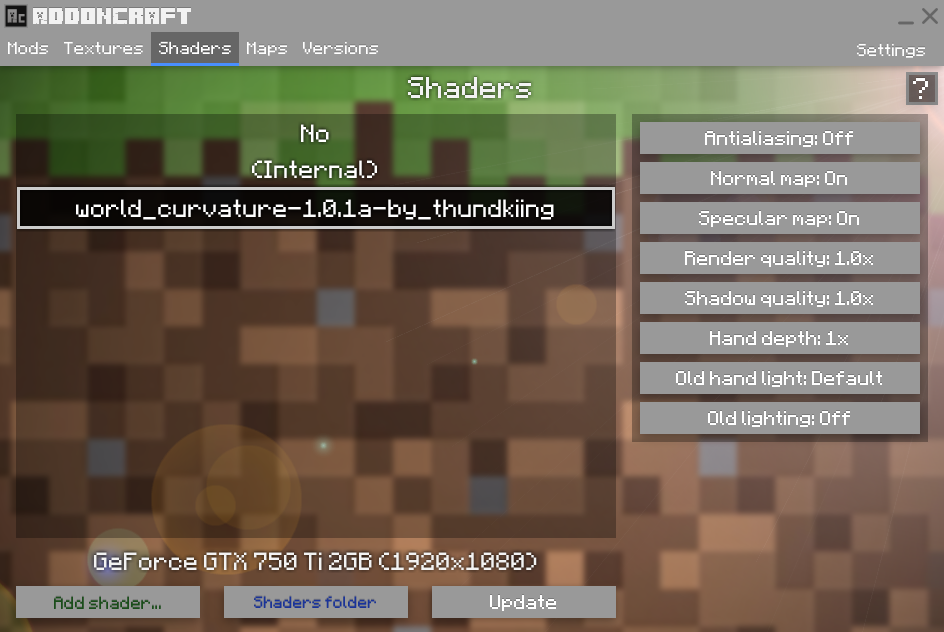 Ac ADDONCRAFT
Mods Textures Shaders Maps Versions Settings
Shaders
?
No
(Internal)
world_curvature-1.0.1a-by_thundkiing
Antialiasing: Off
Normal map: On
Specular map: On
Render quality: 1.0x
Shadow quality: 1.0x
Hand depth: 1x
Old hand light: Default
Old lighting: Off
GeForce GTX 750 Ti 2GB (1920x1080)
Add shader... Shaders folder Update